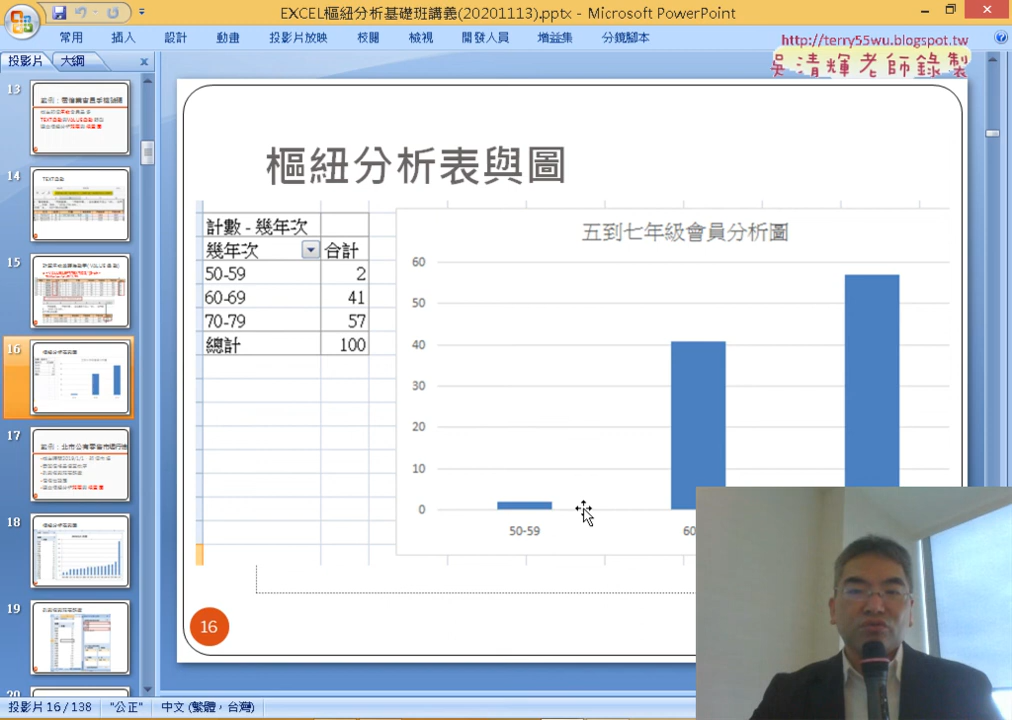 EXCEL樞紐分析基礎班講義(20201113).pptx - Microsoft PowerPoint
常用 插入 設計 動畫 投影片放映 校閱 檢視 開發人員 增益集 分鏡腳本
http://terry55wu.blogspot.tw
吳清輝老師錄製
投影片 大綱
13
14
15
16
17
18
19
20
樞紐分析表與圖
計數 - 幾年次
幾年次 合計
50-59 2
60-69 41
70-79 57
總計 100
五到七年級會員分析圖
60
50
40
30
20
10
0
50-59
60
16
投影片 16 / 138 "公正" 中文 (繁體，台灣)